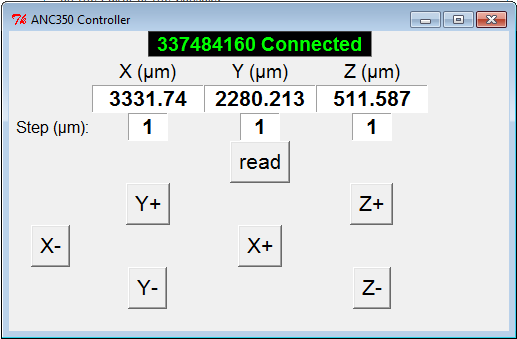 ANC350 Controller
337484160 Connected
X (µm) Y (µm) Z (µm)
3331.74 2280.213 511.587
Step (µm): 1 1 1
read
Y+ Z+
X- X+
Y- Z-